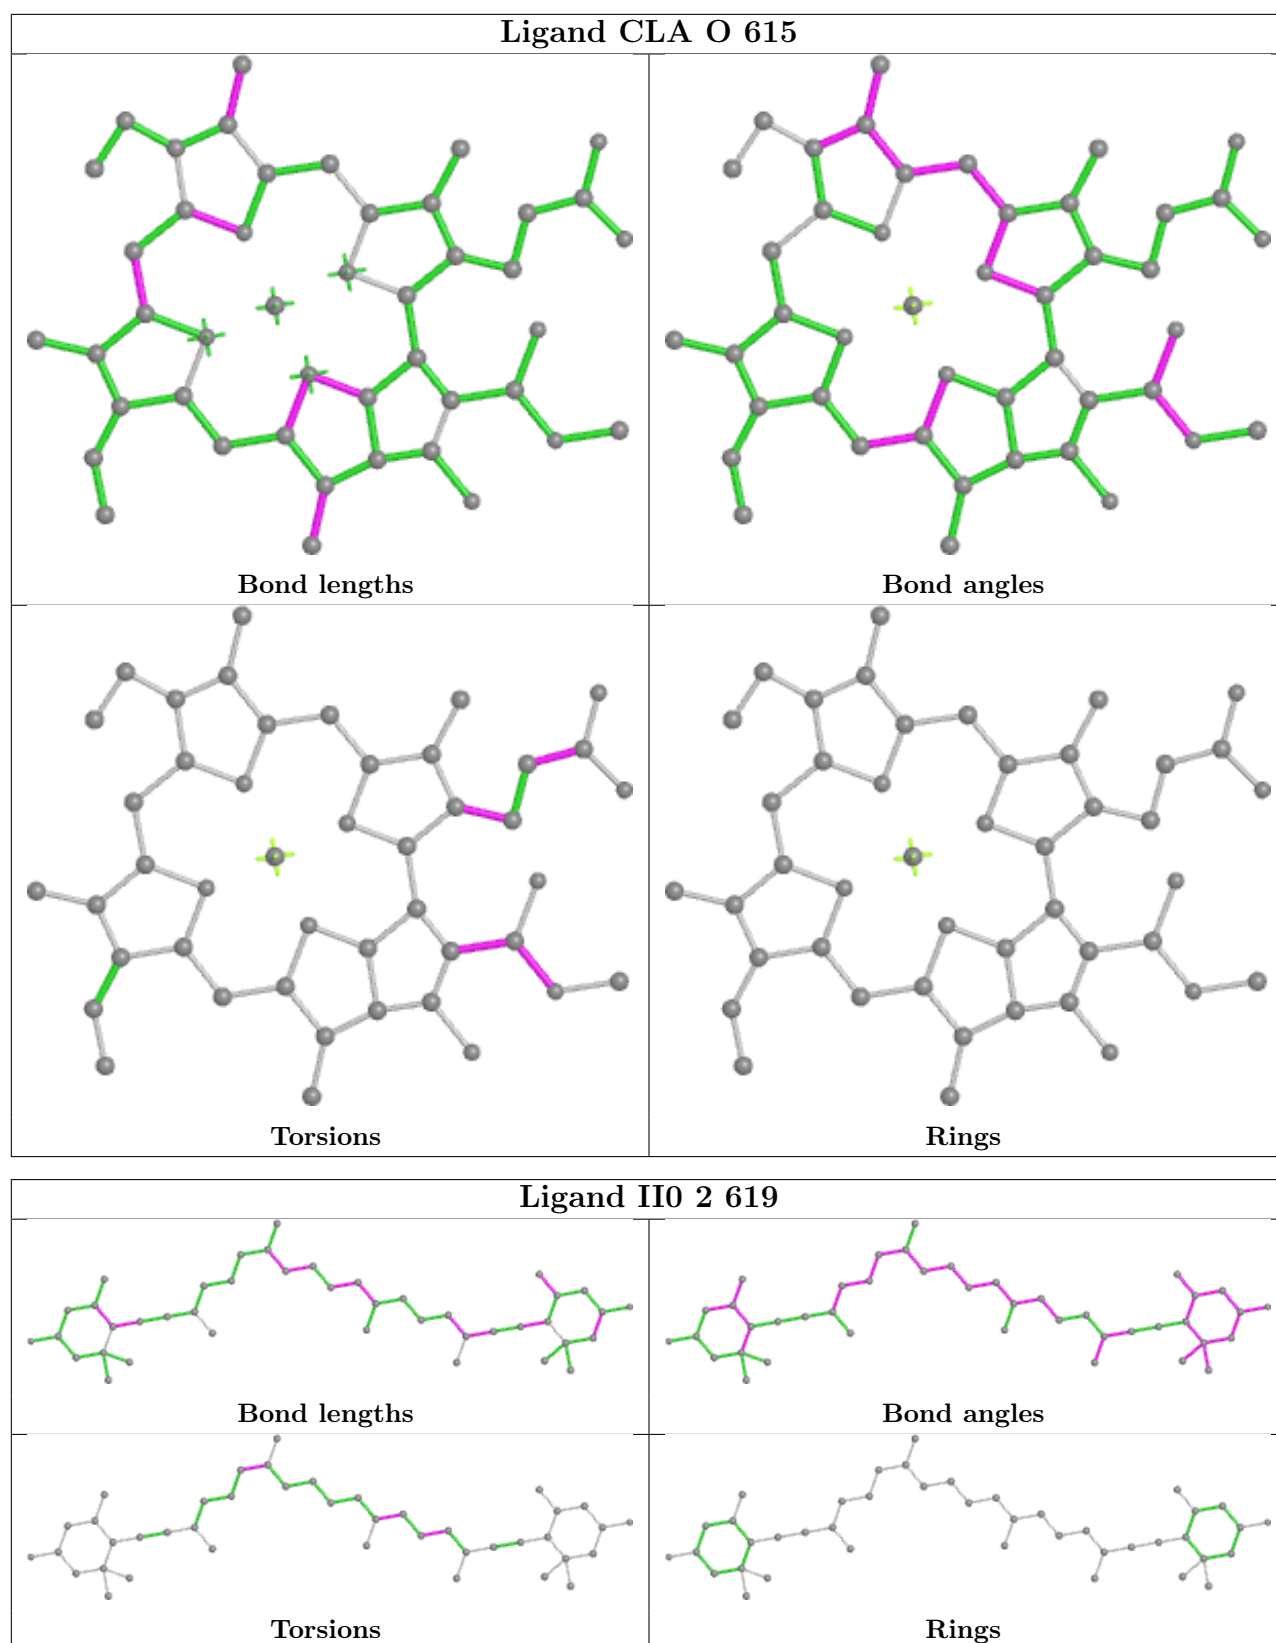 Ligand CLA O 615
Bond lengths
Bond angles
Torsions
Rings
Ligand II0 2 619
Bond lengths
Bond angles
Torsions
Rings